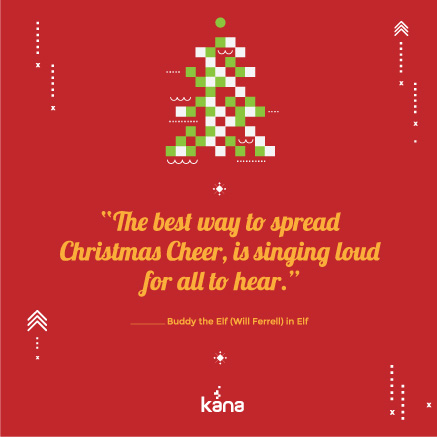 “The best way to spread
Christmas Cheer, is singing loud
for all to hear.”
Buddy the Elf (Will Ferrell) in Elf
kana